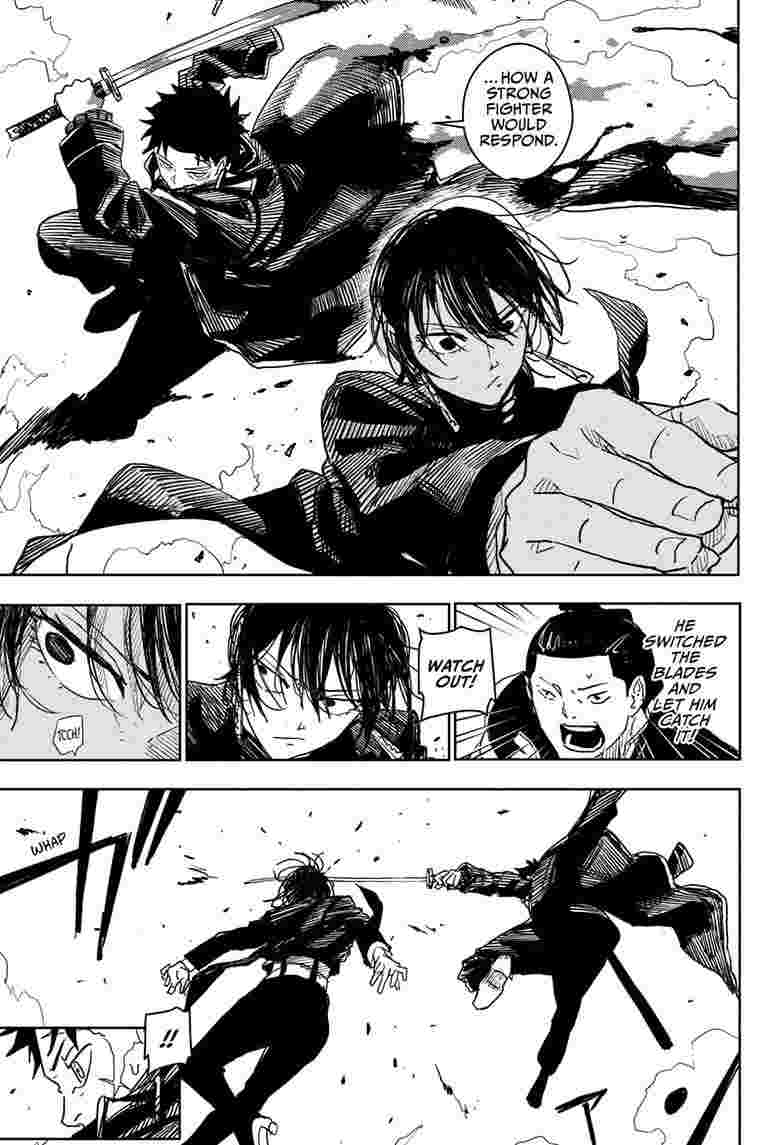 ...HOW A
STRONG
FIGHTER
WOULD
RESPOND.
HE
SWITCHED
THE
BLADES
AND
LET HIM
CATCH
IT!
WATCH
OUT!
TCCH!
WHAP
!!